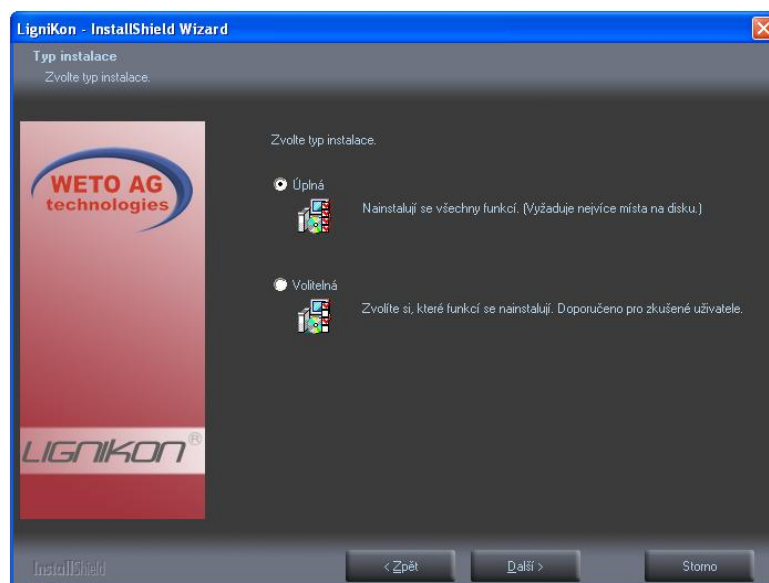 LigniKon - InstallShield Wizard
Typ instalace
Zvolte typ instalace.
WETO AG
technologies
LIGNIKON®
Zvolte typ instalace.
Úplná
Nainstalují se všechny funkcí. (Vyžaduje nejvíce místa na disku.)
Volitelná
Zvolíte si, které funkcí se nainstalují. Doporučeno pro zkušené uživatele.
InstallShield
< Zpět
Další >
Storno